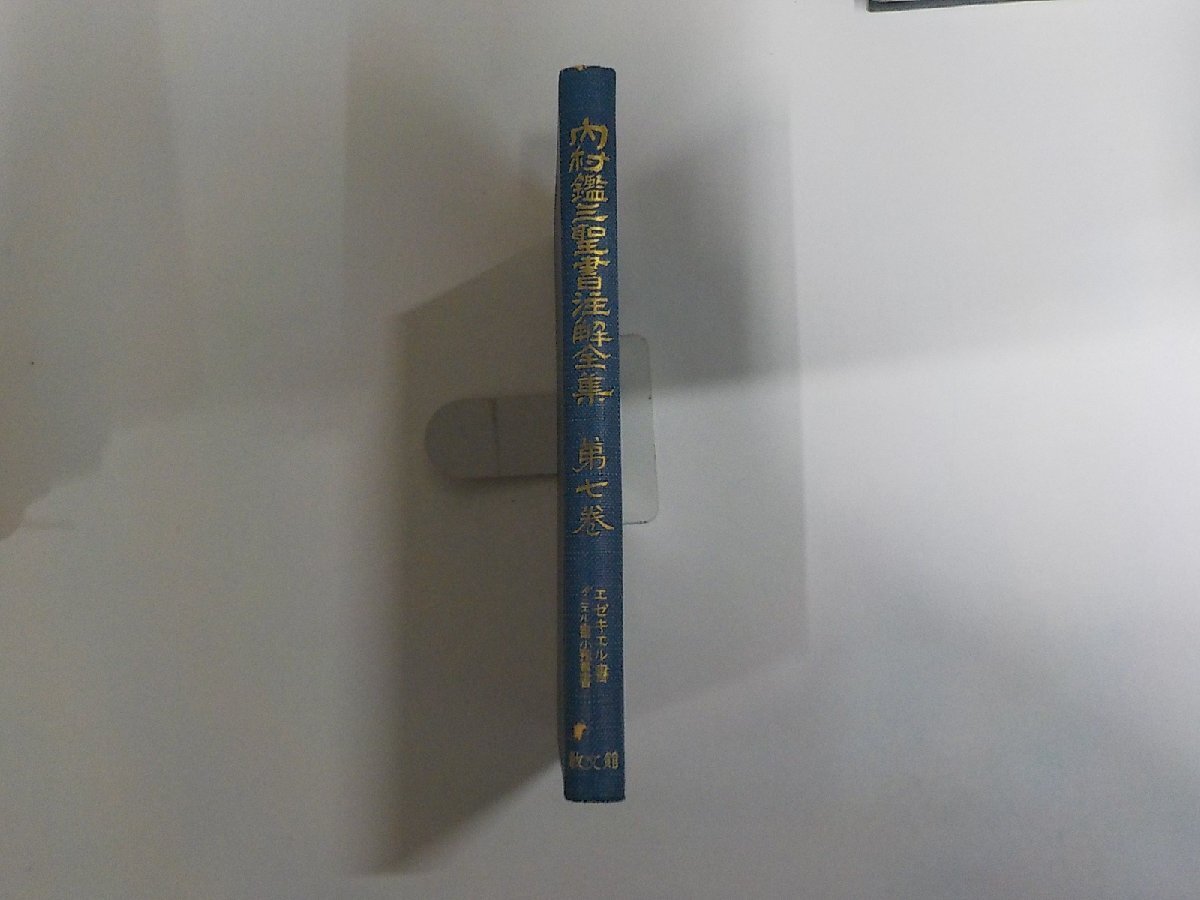 内村鑑三聖書注解全集
第七巻
エゼキエル書
ダニエル書小預言書
教文館